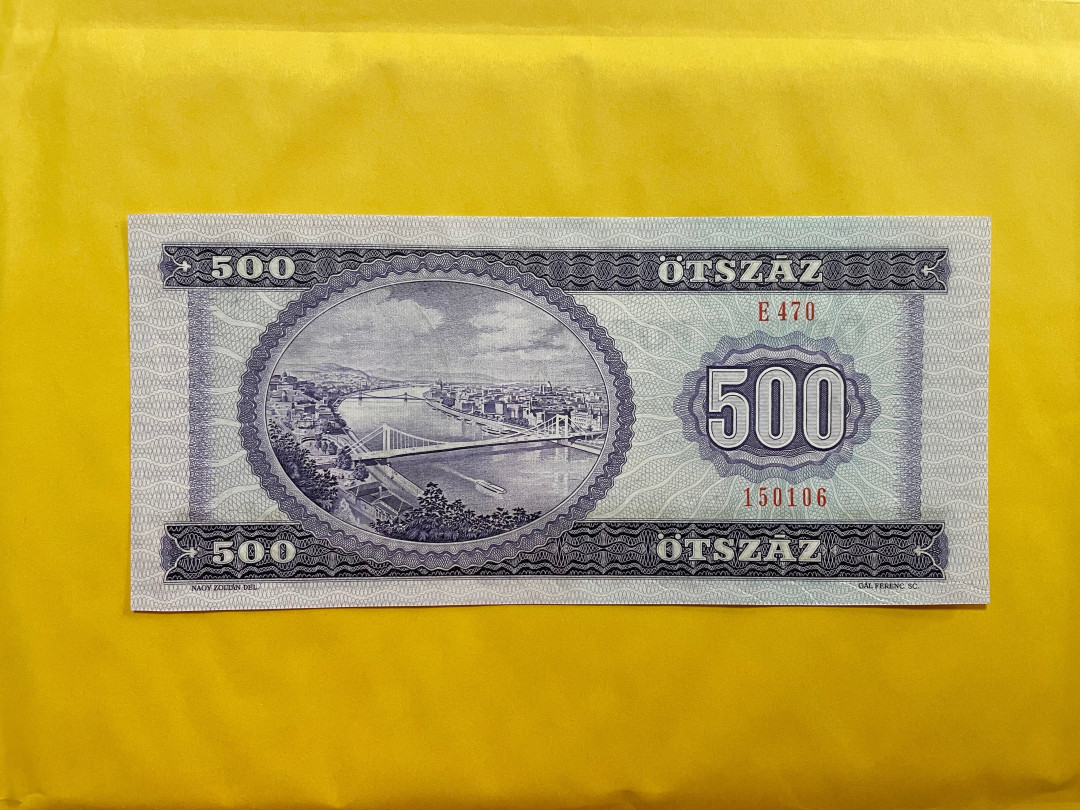 500 ÖTSZÁZ
E 470
500
150106
500 ÖTSZÁZ
NAGY ZOLTÁN DEL. GÁL FERENC. SC.